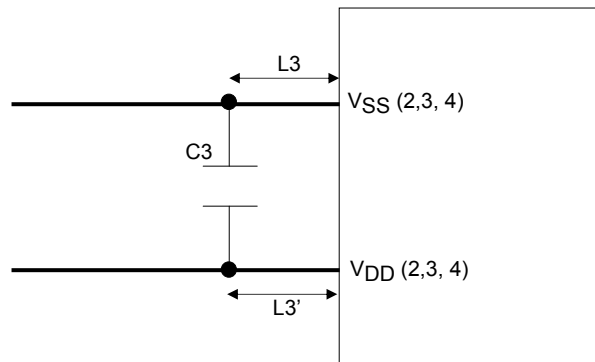 L3
VSS (2,3, 4)
C3
VDD (2,3, 4)
L3’